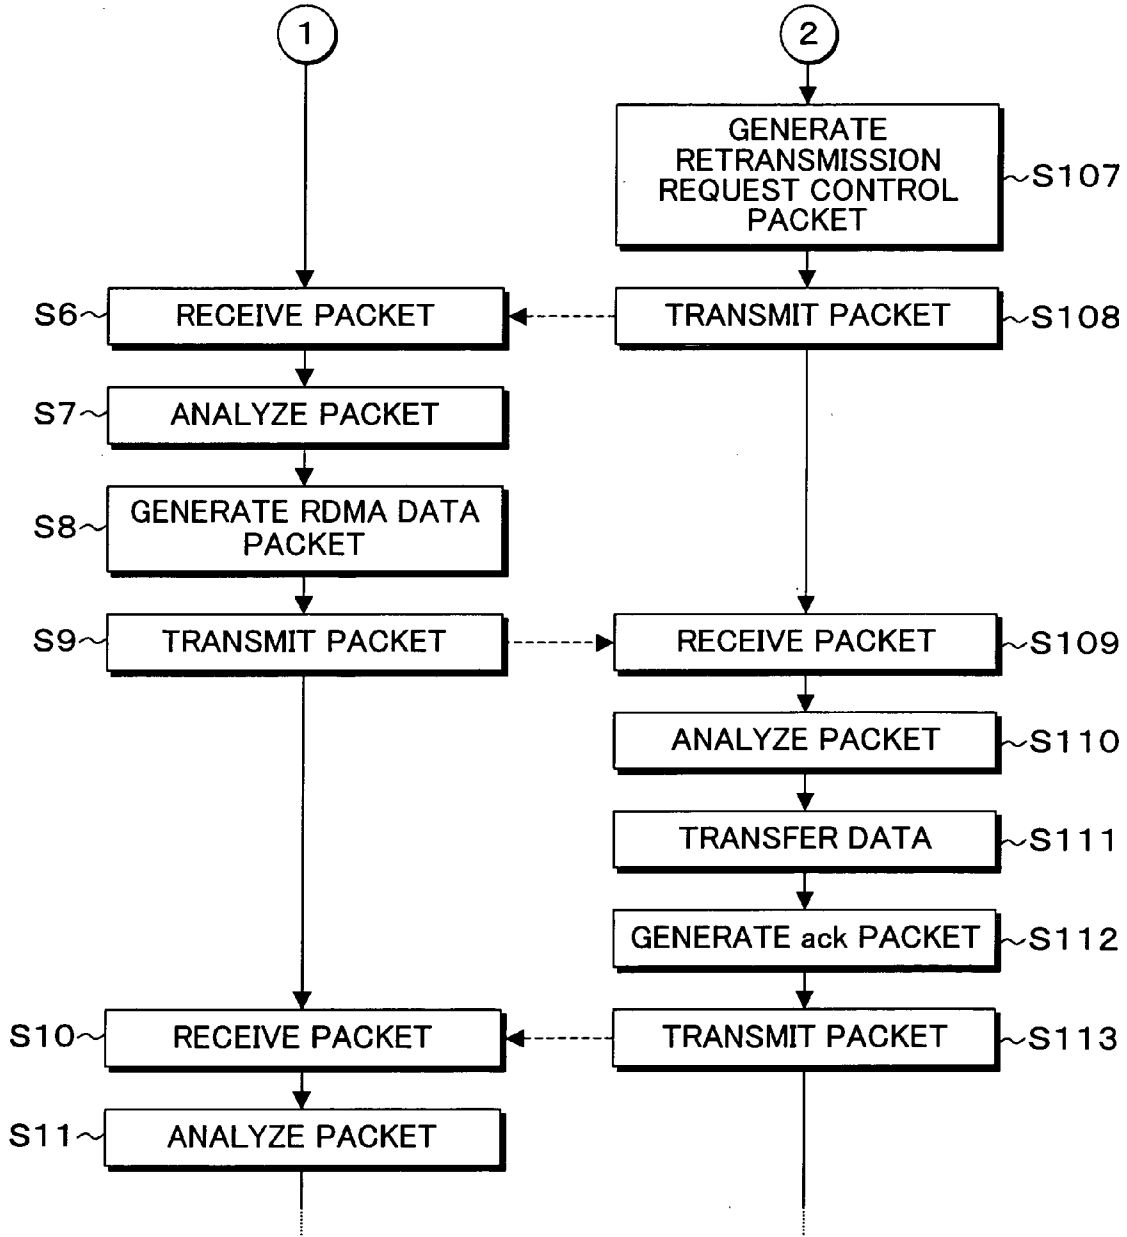 1
2
GENERATE
RETRANSMISSION
REQUEST CONTROL
PACKET
S107
S6
RECEIVE PACKET
TRANSMIT PACKET
S108
S7
ANALYZE PACKET
S8
GENERATE RDMA DATA
PACKET
S9
TRANSMIT PACKET
RECEIVE PACKET
S109
ANALYZE PACKET
S110
TRANSFER DATA
S111
GENERATE ack PACKET
S112
S10
RECEIVE PACKET
TRANSMIT PACKET
S113
S11
ANALYZE PACKET